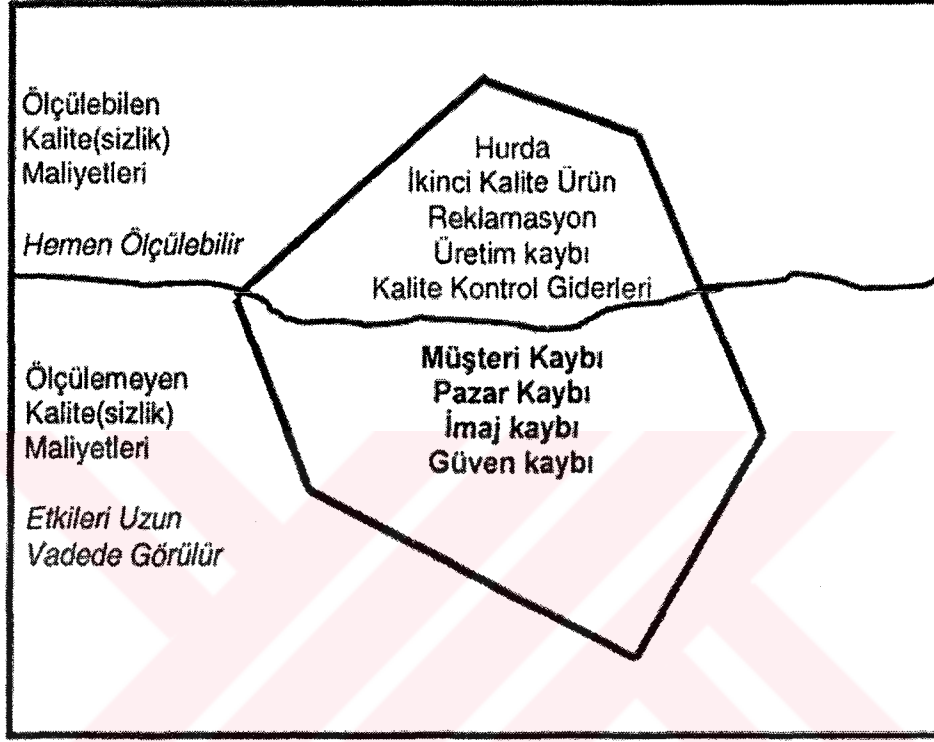 Ölçülebilen
Kalite(sizlik)
Maliyetleri
Hemen Ölçülebilir
Hurda
İkinci Kalite Ürün
Reklamasyon
Üretim kaybı
Kalite Kontrol Giderleri
Ölçülemeyen
Kalite(sizlik)
Maliyetleri
Etkileri Uzun
Vadede Görülür
Müşteri Kaybı
Pazar Kaybı
İmaj kaybı
Güven kaybı